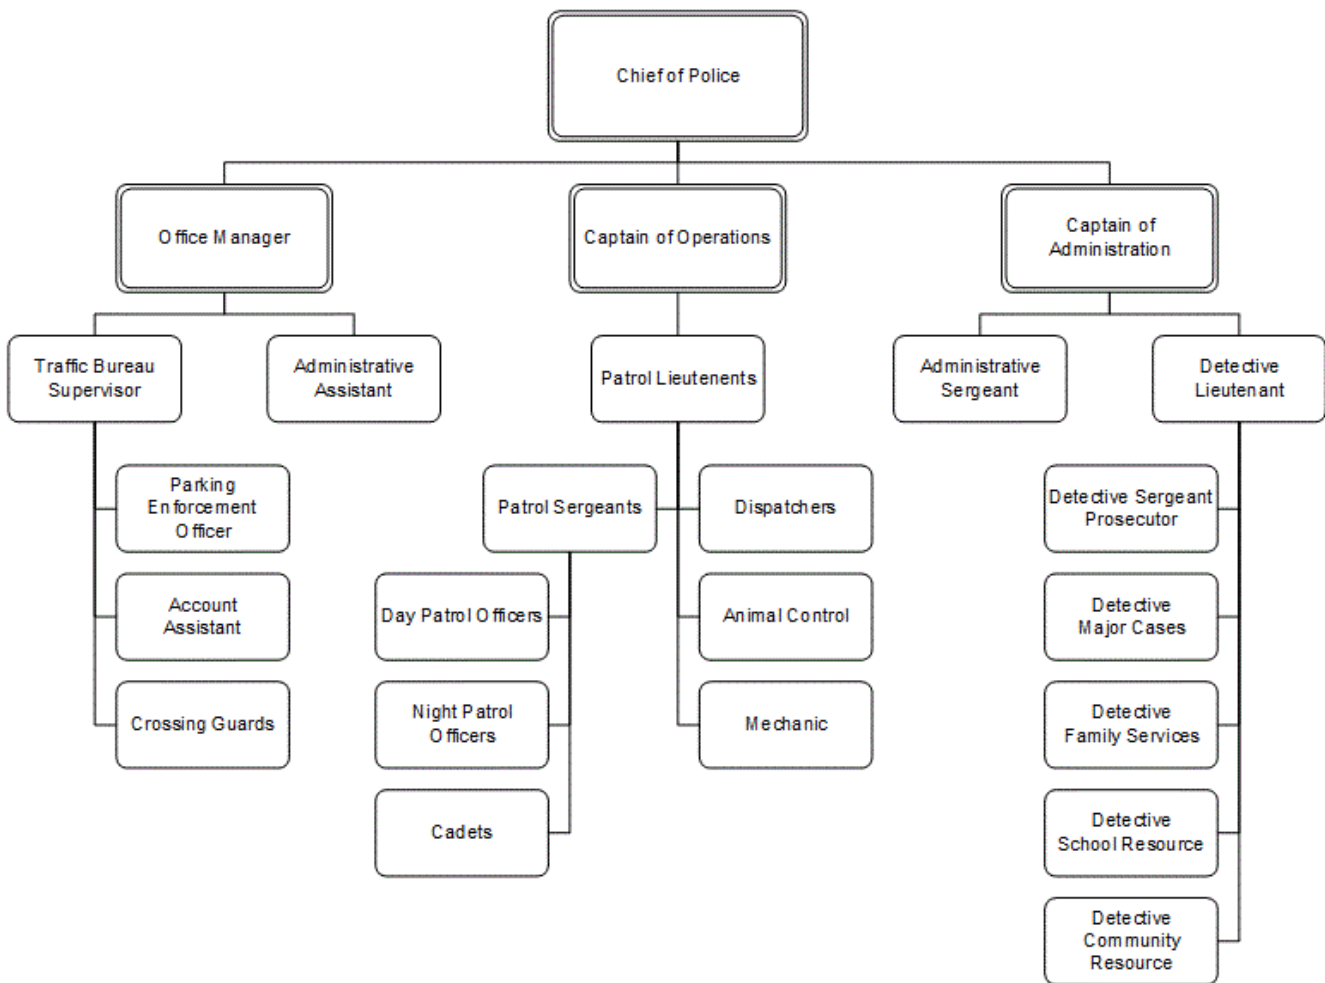 Chief of Police
Office Manager
Captain of Operations
Captain of
Administration
Traffic Bureau
Supervisor
Administrative
Assistant
Patrol Lieutenents
Administrative
Sergeant
Detective
Lieutenant
Parking
Enforcement
Officer
Patrol Sergeants
Dispatchers
Detective Sergeant
Prosecutor
Account
Assistant
Day Patrol Officers
Animal Control
Detective
Major Cases
Crossing Guards
Night Patrol
Officers
Mechanic
Detective
Family Services
Cadets
Detective
School Resource
Detective
Community
Resource